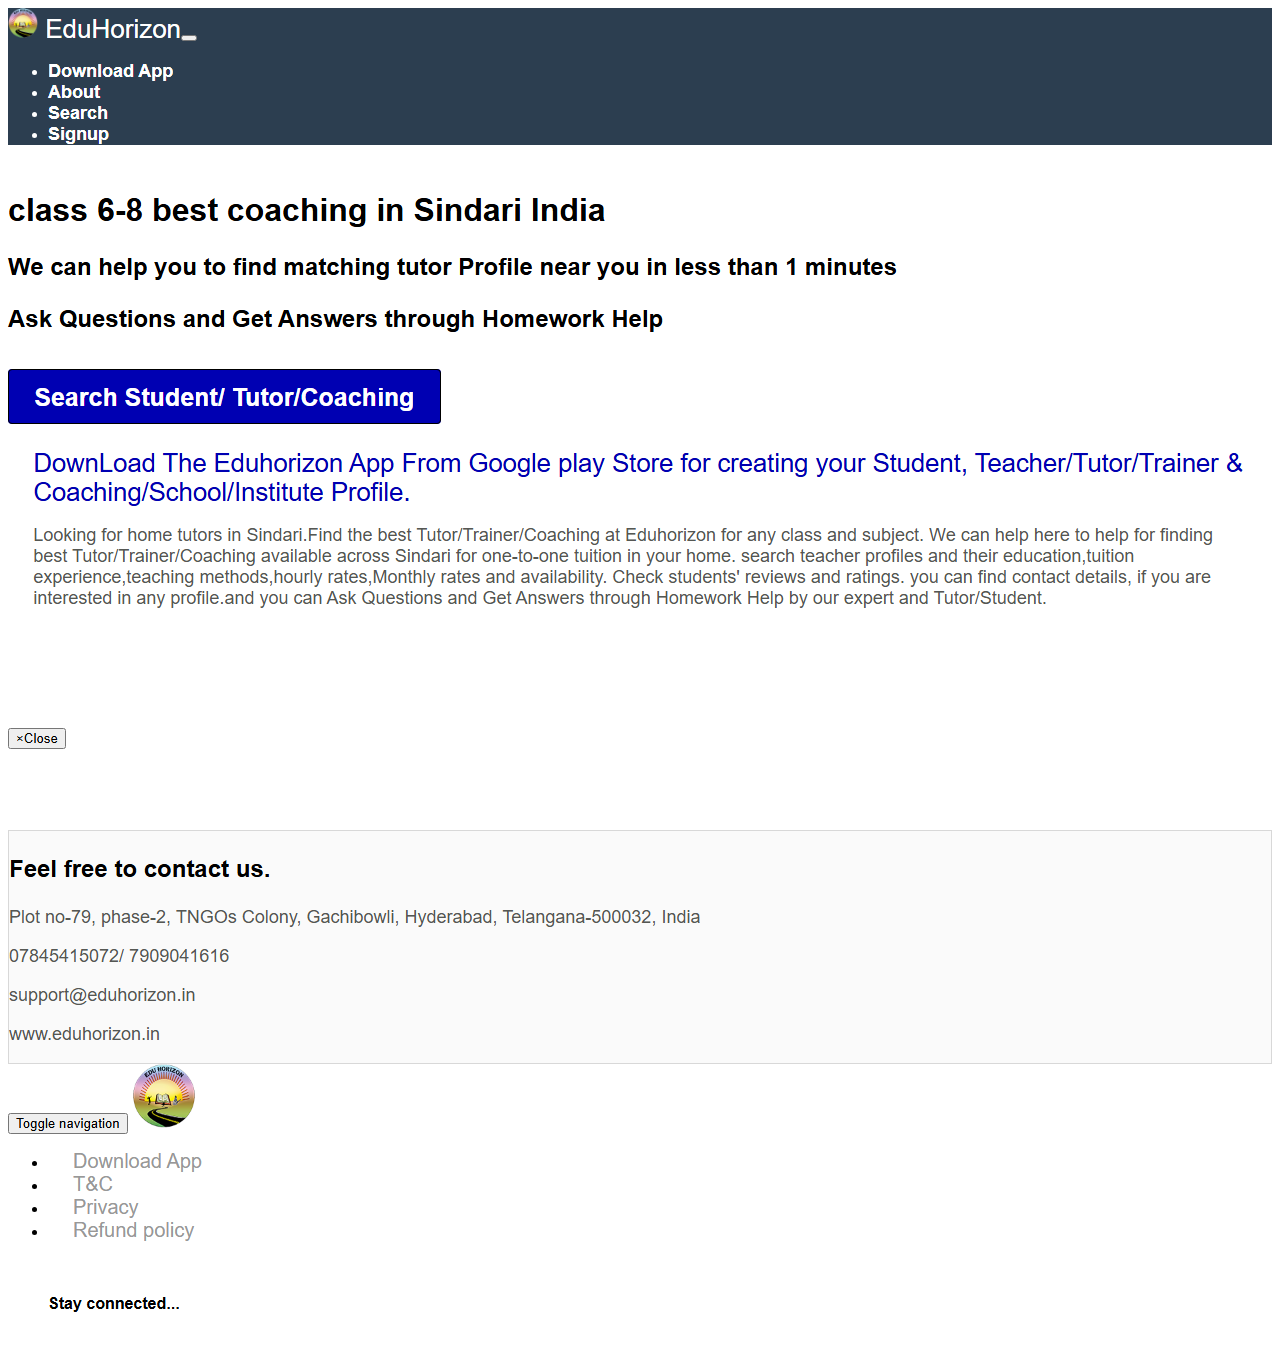 EduHorizon
Download App
About
Search
Signup
class 6-8 best coaching in Sindari India
We can help you to find matching tutor Profile near you in less than 1 minutes
Ask Questions and Get Answers through Homework Help
Search Student/ Tutor/Coaching
DownLoad The Eduhorizon App From Google play Store for creating your Student, Teacher/Tutor/Trainer &
Coaching/School/Institute Profile.
Looking for home tutors in Sindari.Find the best Tutor/Trainer/Coaching at Eduhorizon for any class and subject. We can help here to help for finding
best Tutor/Trainer/Coaching available across Sindari for one-to-one tuition in your home. search teacher profiles and their education,tuition
experience,teaching methods,hourly rates,Monthly rates and availability. Check students' reviews and ratings. you can find contact details, if you are
interested in any profile.and you can Ask Questions and Get Answers through Homework Help by our expert and Tutor/Student.
×Close
Feel free to contact us.
Plot no-79, phase-2, TNGOs Colony, Gachibowli, Hyderabad, Telangana-500032, India
07845415072/ 7909041616
support@eduhorizon.in
www.eduhorizon.in
EDU HORIZON
Toggle navigation
Download App
T&C
Privacy
Refund policy
Stay connected...